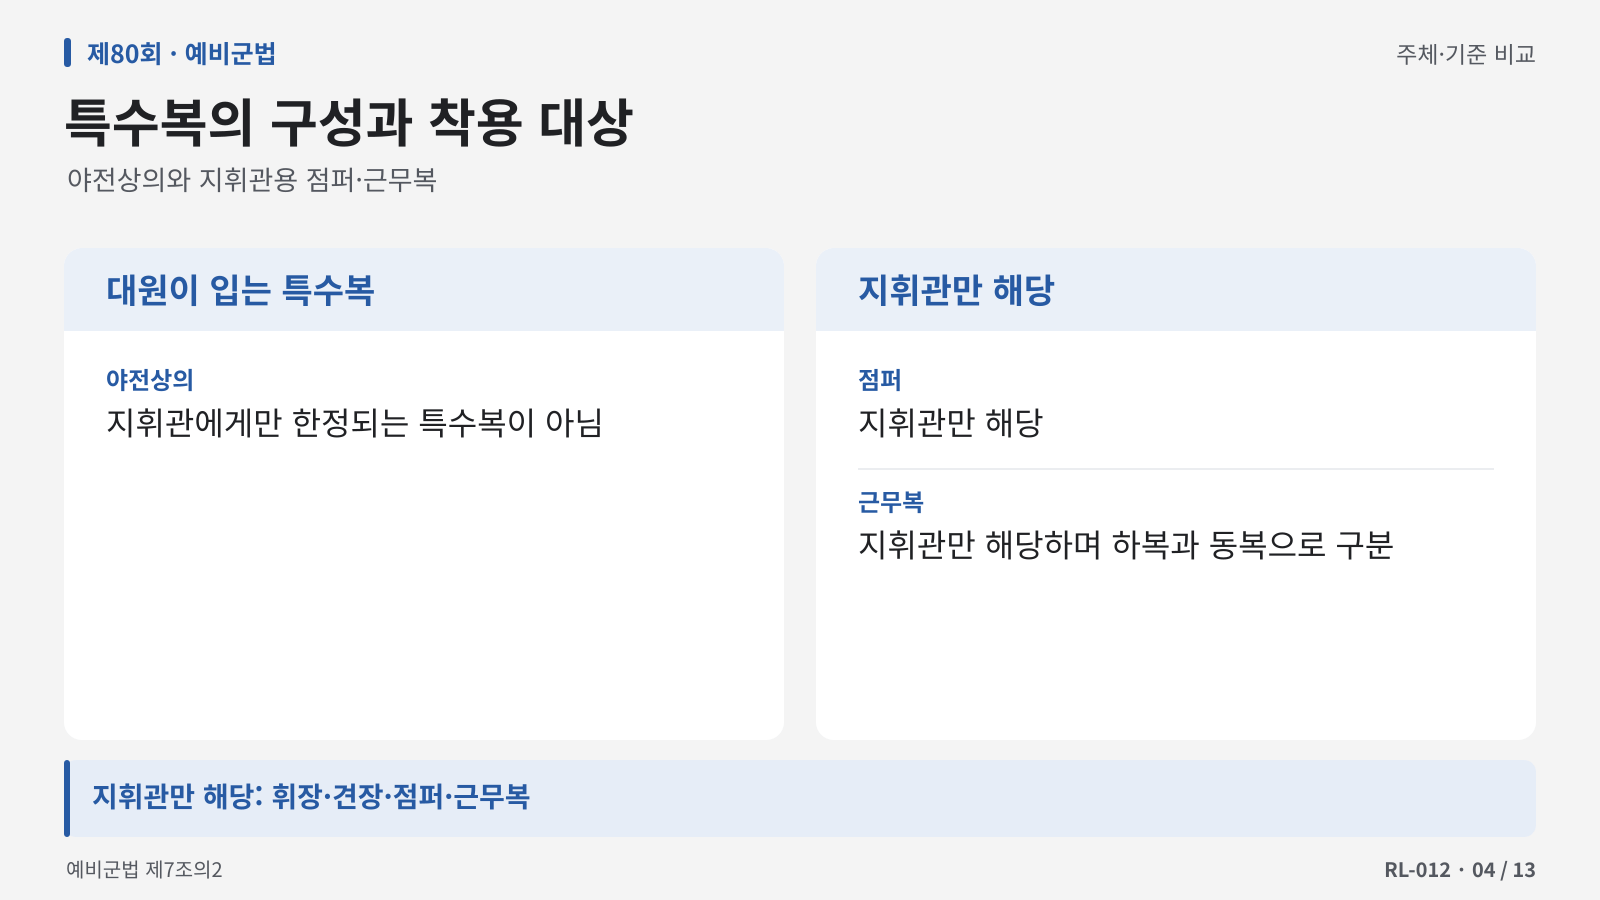 제80회 · 예비군법
주체·기준 비교
특수복의 구성과 착용 대상
야전상의와 지휘관용 점퍼·근무복
대원이 입는 특수복
야전상의
지휘관에게만 한정되는 특수복이 아님
지휘관만 해당
점퍼
지휘관만 해당
근무복
지휘관만 해당하며 하복과 동복으로 구분
지휘관만 해당: 휘장·견장·점퍼·근무복
예비군법 제7조의2
RL-012 · 04 / 13